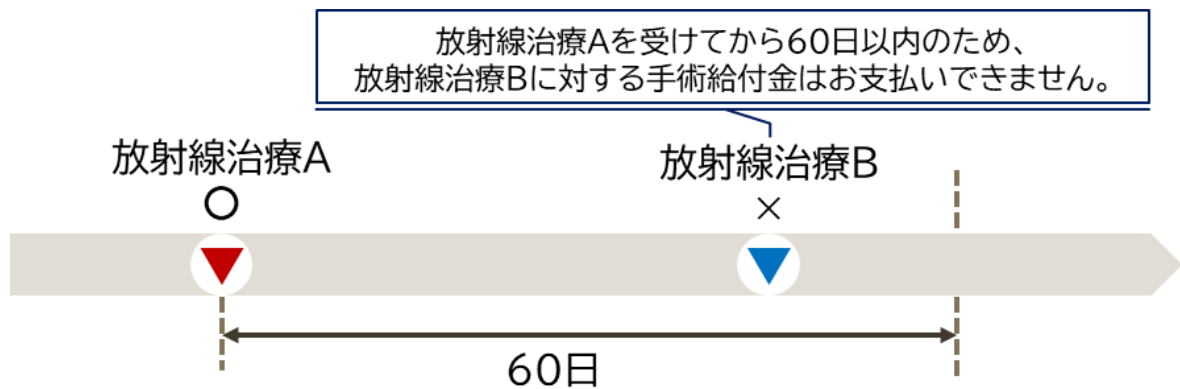 放射線治療Aを受けてから60日以内のため、
放射線治療Bに対する手術給付金はお支払いできません。
放射線治療A
○
放射線治療B
×
60日